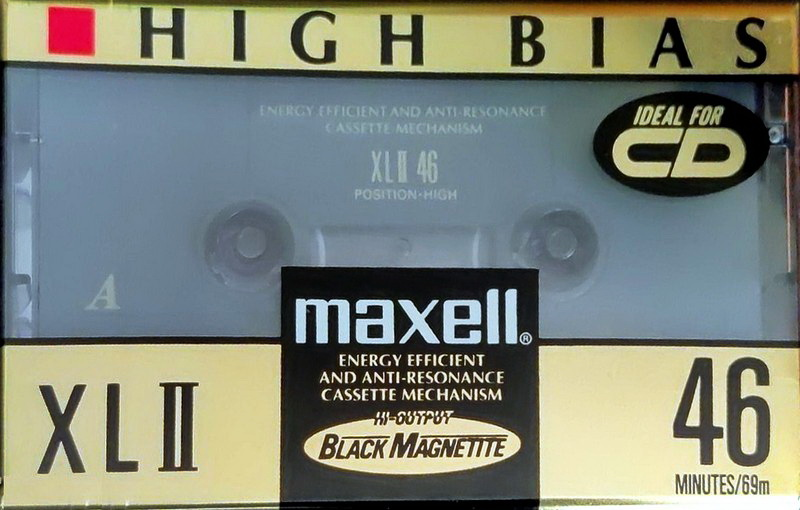 HIGH BIAS
ENERGY EFFICIENT AND ANTI-RESONANCE
CASSETTE MECHANISM
IDEAL FOR
CD
XLⅡ 46
POSITION-HIGH
A
maxell®
ENERGY EFFICIENT
AND ANTI-RESONANCE
CASSETTE MECHANISM
HI-OUTPUT
BLACK MAGNETITE
XLⅡ
46
MINUTES/69m